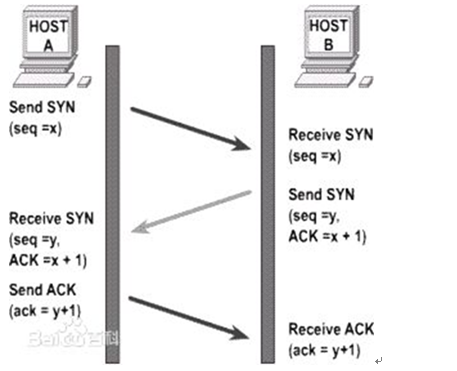 HOST
A
HOST
B
Send SYN
(seq =x)
Receive SYN
(seq =x)
Send SYN
(seq =y,
ACK =x + 1)
Receive SYN
(seq =y,
ACK =x + 1)
Send ACK
(ack = y+1)
Receive ACK
(ack = y+1)
Bai百科